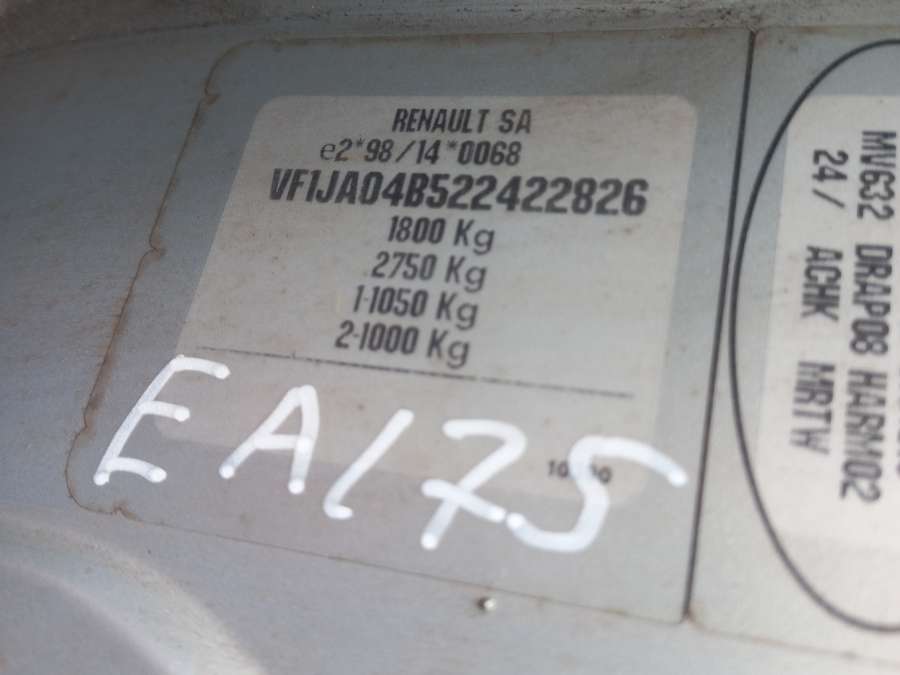 RENAULT SA
e2*98/14*0068
VF1JA04B522422826
1800 Kg
2750 Kg
1-1050 Kg
2-1000 Kg
EA175
MV632 DRAP08 HARM02
24/ ACHK MRTW